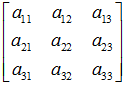 a₁₁ a₁₂ a₁₃
a₂₁ a₂₂ a₂₃
a₃₁ a₃₂ a₃₃